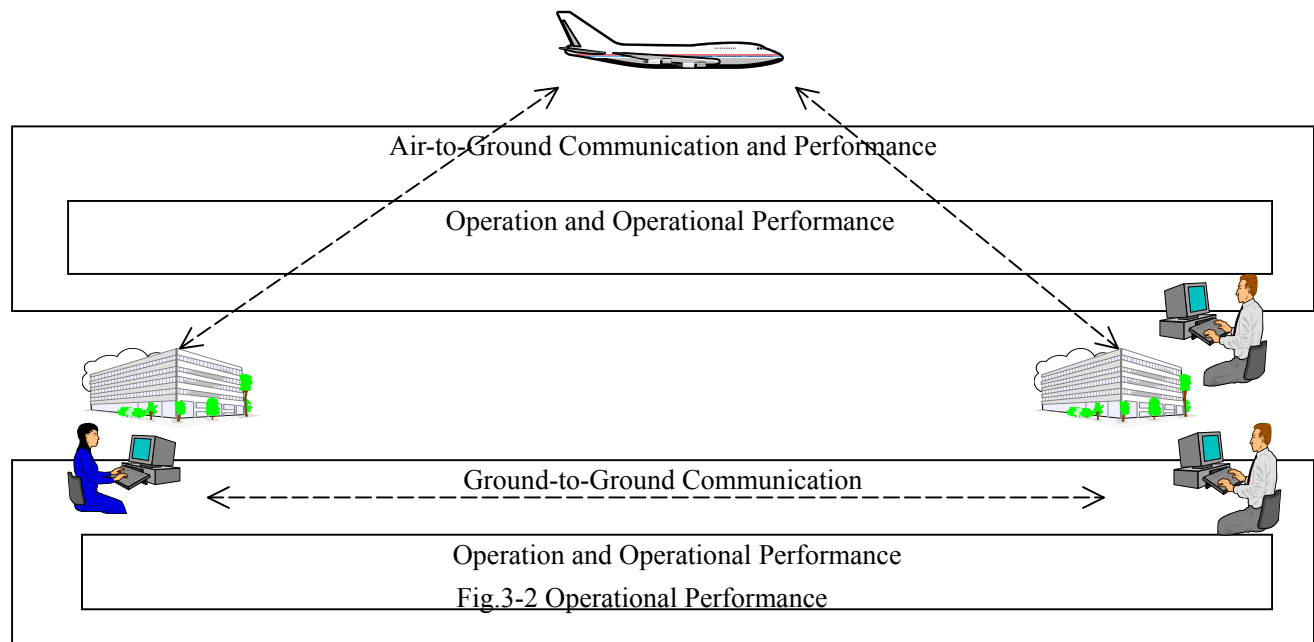 Air-to-Ground Communication and Performance
Operation and Operational Performance
Ground-to-Ground Communication
Operation and Operational Performance
Fig.3-2 Operational Performance